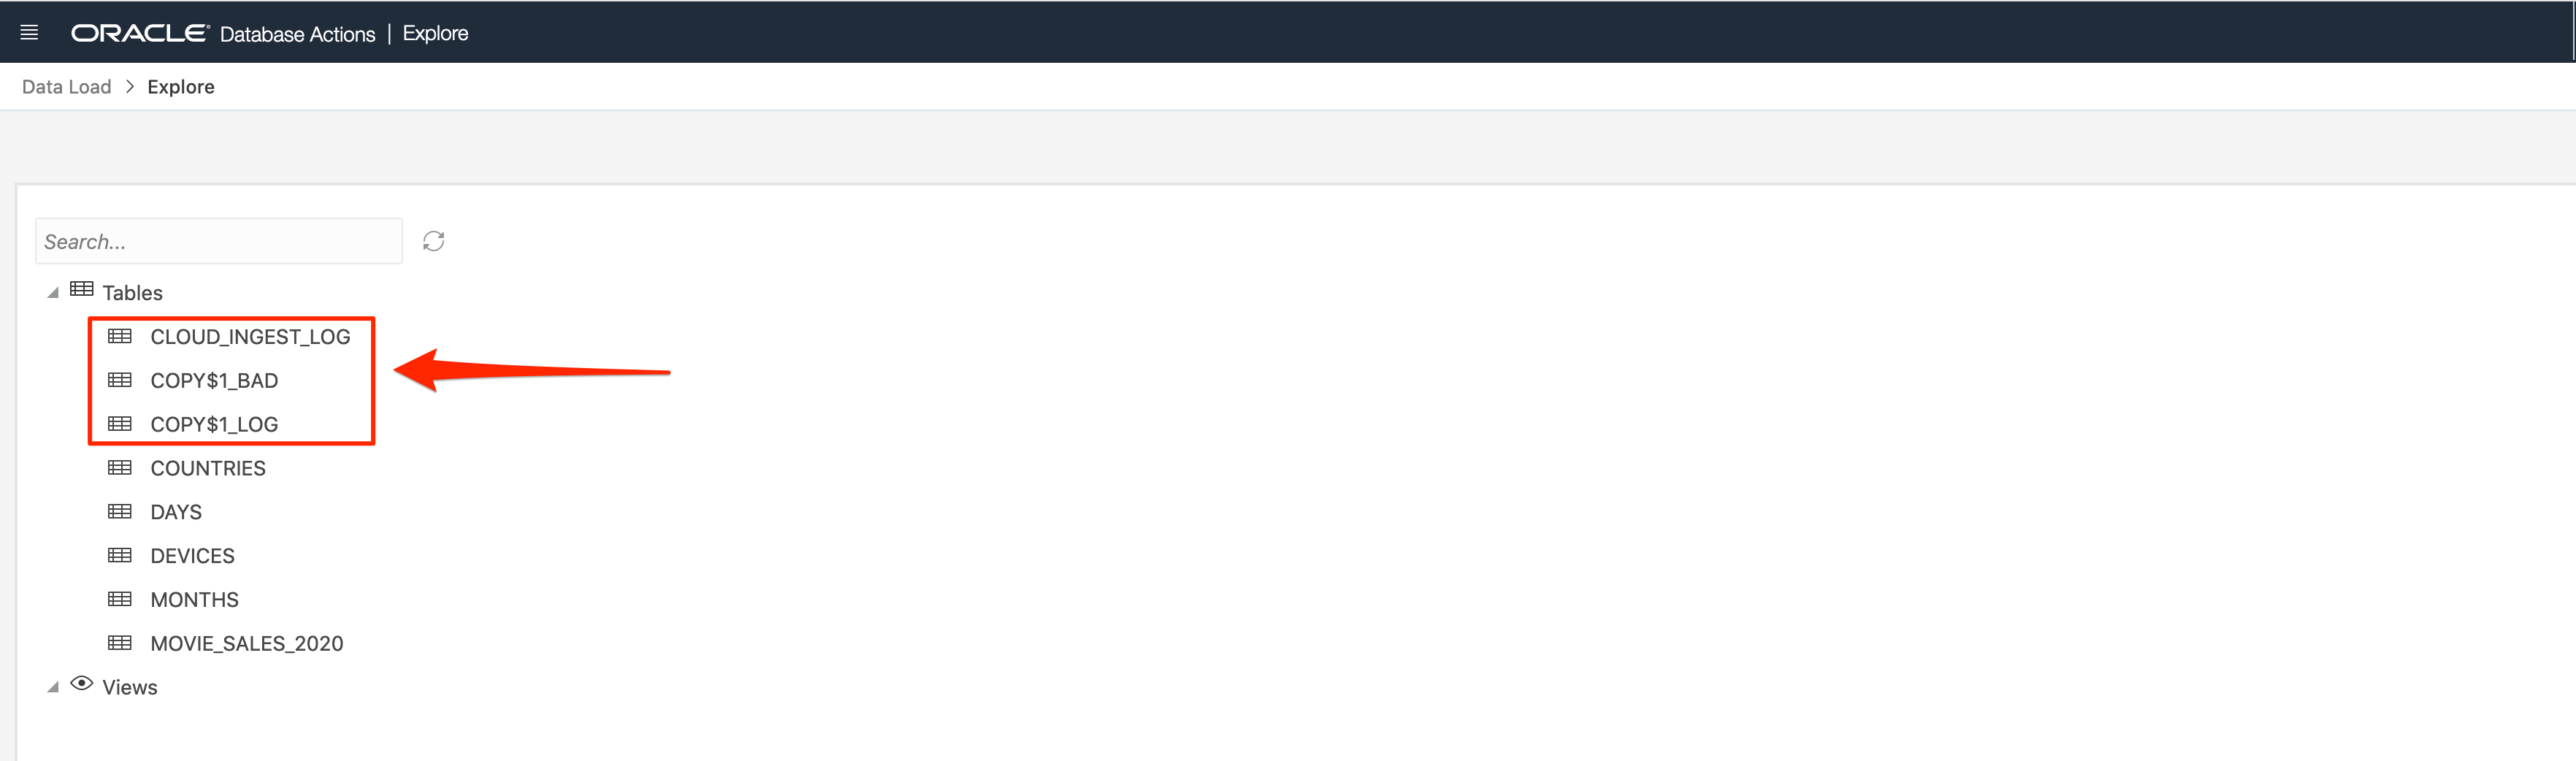 ORACLE® Database Actions | Explore
Data Load > Explore
Search...
Tables
CLOUD_INGEST_LOG
COPY$1_BAD
COPY$1_LOG
COUNTRIES
DAYS
DEVICES
MONTHS
MOVIE_SALES_2020
Views